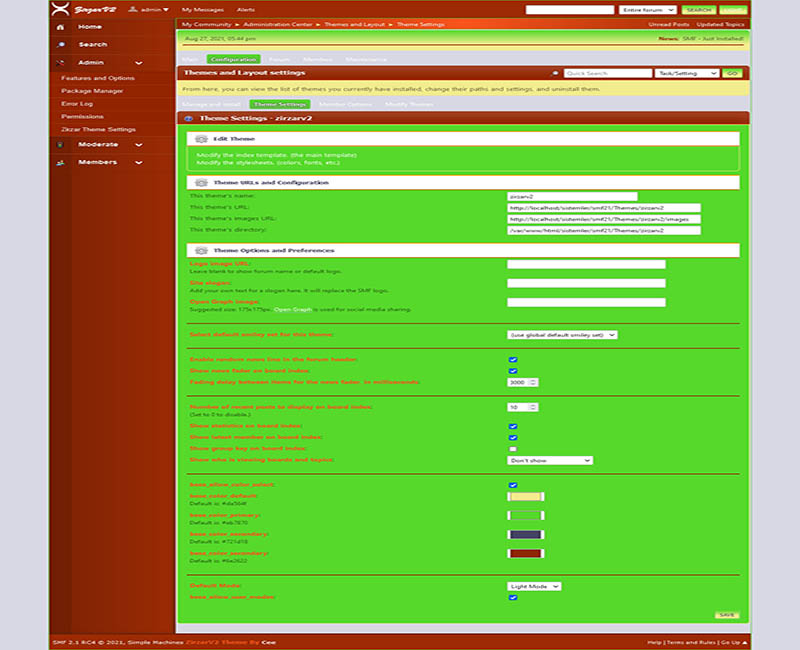 ZirzarV2 admin My Messages Alerts Entire forum SEARCH
Home
Search
Admin
Features and Options
Package Manager
Error Log
Permissions
Zirzar Theme Settings
Moderate
Members
My Community ► Administration Center ► Themes and Layout ► Theme Settings Unread Posts Updated Topics
Aug 27, 2021, 05:44 pm News: SMF - Just Installed!
Main Configuration Forum Members Maintenance
Themes and Layout settings Quick Search Task/Setting GO
From here, you can view the list of themes you currently have installed, change their paths and settings, and uninstall them.
Manage and Install Theme Settings Member Options Modify Themes
Theme Settings - zirzarv2
Edit Theme
Modify the index template. (the main template)
Modify the stylesheets. (colors, fonts, etc.)
Theme URLs and Configuration
This theme's name: zirzarv2
This theme's URL: http://localhost/sistemler/smf21/Themes/zirzarv2
This theme's images URL: http://localhost/sistemler/smf21/Themes/zirzarv2/images
This theme's directory: /var/www/html/sistemler/smf21/Themes/zirzarv2
Theme Options and Preferences
Logo image URL:
Leave blank to show forum name or default logo.
Site slogan:
Add your own text for a slogan here. It will replace the SMF logo.
Open Graph image:
Suggested size: 175x175px. Open Graph is used for social media sharing.
Select default smiley set for this theme: (use global default smiley set)
Enable random news line in the forum header:
Show news fader on board index:
Fading delay between items for the news fader. In milliseconds: 3000
Number of recent posts to display on board index: 10
(Set to 0 to disable.)
Show statistics on board index:
Show latest member on board index:
Show group key on board index:
Show who is viewing boards and topics: Don't show
base_allow_color_select:
base_color_default:
Default is: #da564f
base_color_primary:
Default is: #eb7870
base_color_secondary:
Default is: #721d18
base_color_secondary:
Default is: #6e2622
Default Mode: Light Mode
base_allow_user_modes:
SAVE
SMF 2.1 RC4 © 2021, Simple Machines ZirzarV2 Theme By Cee Help | Terms and Rules | Go Up ▲